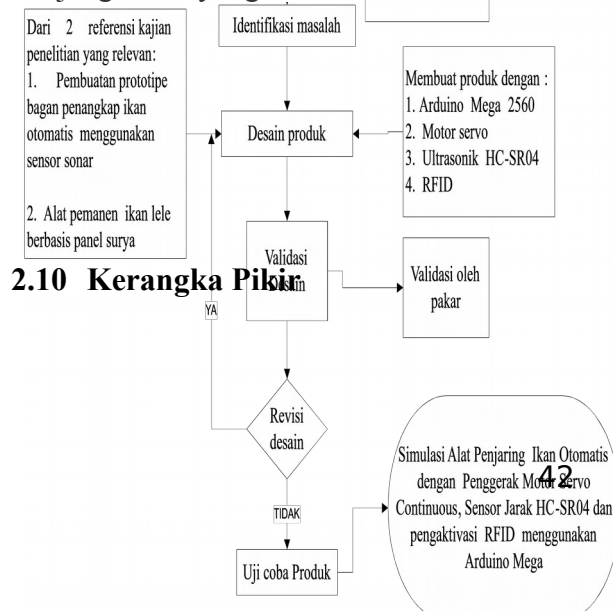 Dari 2 referensi kajian
penelitian yang relevan:
1. Pembuatan prototipe
bagan penangkap ikan
otomatis menggunakan
sensor sonar
2. Alat pemanen ikan lele
berbasis panel surya
Identifikasi masalah
Desain produk
Membuat produk dengan :
1. Arduino Mega 2560
2. Motor servo
3. Ultrasonik HC-SR04
4. RFID
2.10 Kerangka Pikir
Validasi
Desain
Validasi oleh
pakar
YA
Revisi
desain
TIDAK
Uji coba Produk
Simulasi Alat Penjaring Ikan Otomatis
dengan Penggerak Motor Servo
Continuous, Sensor Jarak HC-SR04 dan
pengaktivasi RFID menggunakan
Arduino Mega
42